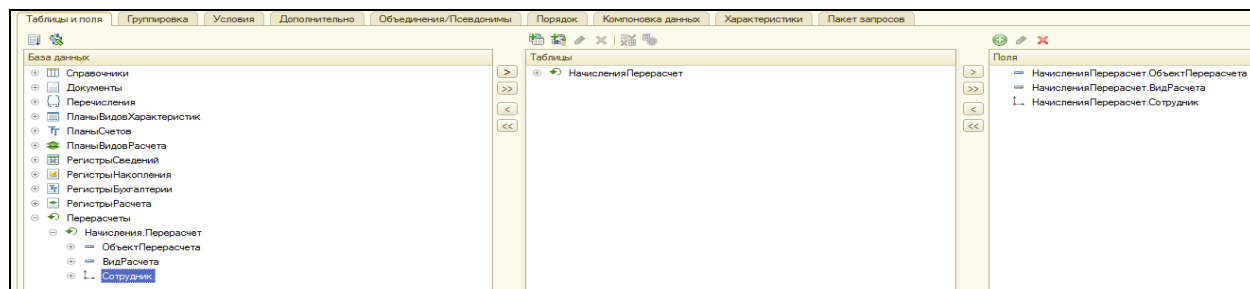 Таблицы и поля Группировка Условия Дополнительно Объединения/Псевдонимы Порядок Компоновка данных Характеристики Пакет запросов
База данных
Справочники
Документы
Перечисления
ПланыВидовХарактеристик
ПланыСчетов
ПланыВидовРасчета
РегистрыСведений
РегистрыНакопления
РегистрыБухгалтерии
РегистрыРасчета
Перерасчеты
Начисления.Перерасчет
ОбъектПерерасчета
ВидРасчета
Сотрудник
>
>>
<
<<
Таблицы
НачисленияПерерасчет
>
>>
<
<<
Поля
НачисленияПерерасчет.ОбъектПерерасчета
НачисленияПерерасчет.ВидРасчета
НачисленияПерерасчет.Сотрудник